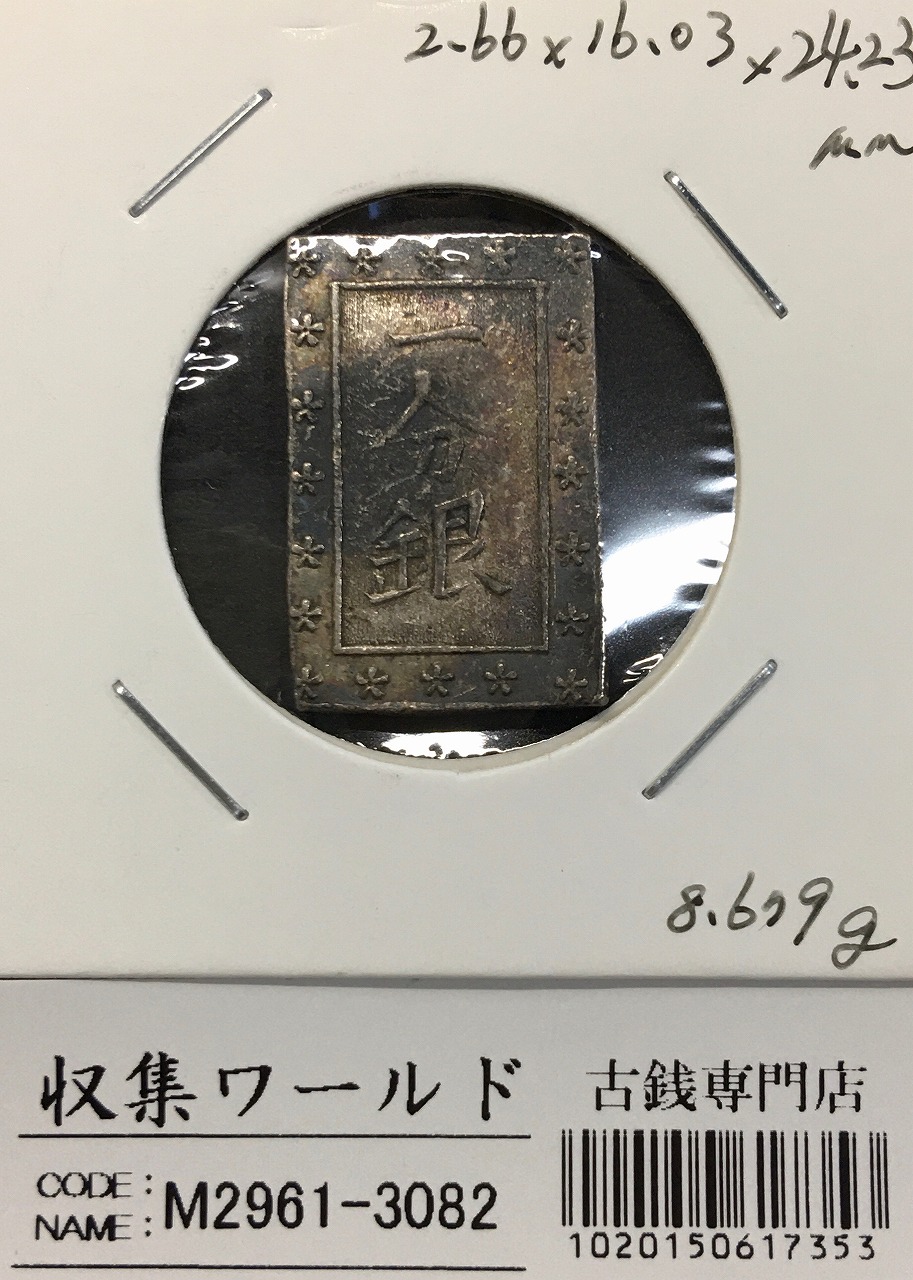 2.66×16.03×24.23
mm
一
分
銀
8.679g
収集ワールド
古銭専門店
CODE:
NAME:
M2961-3082
1020150617353